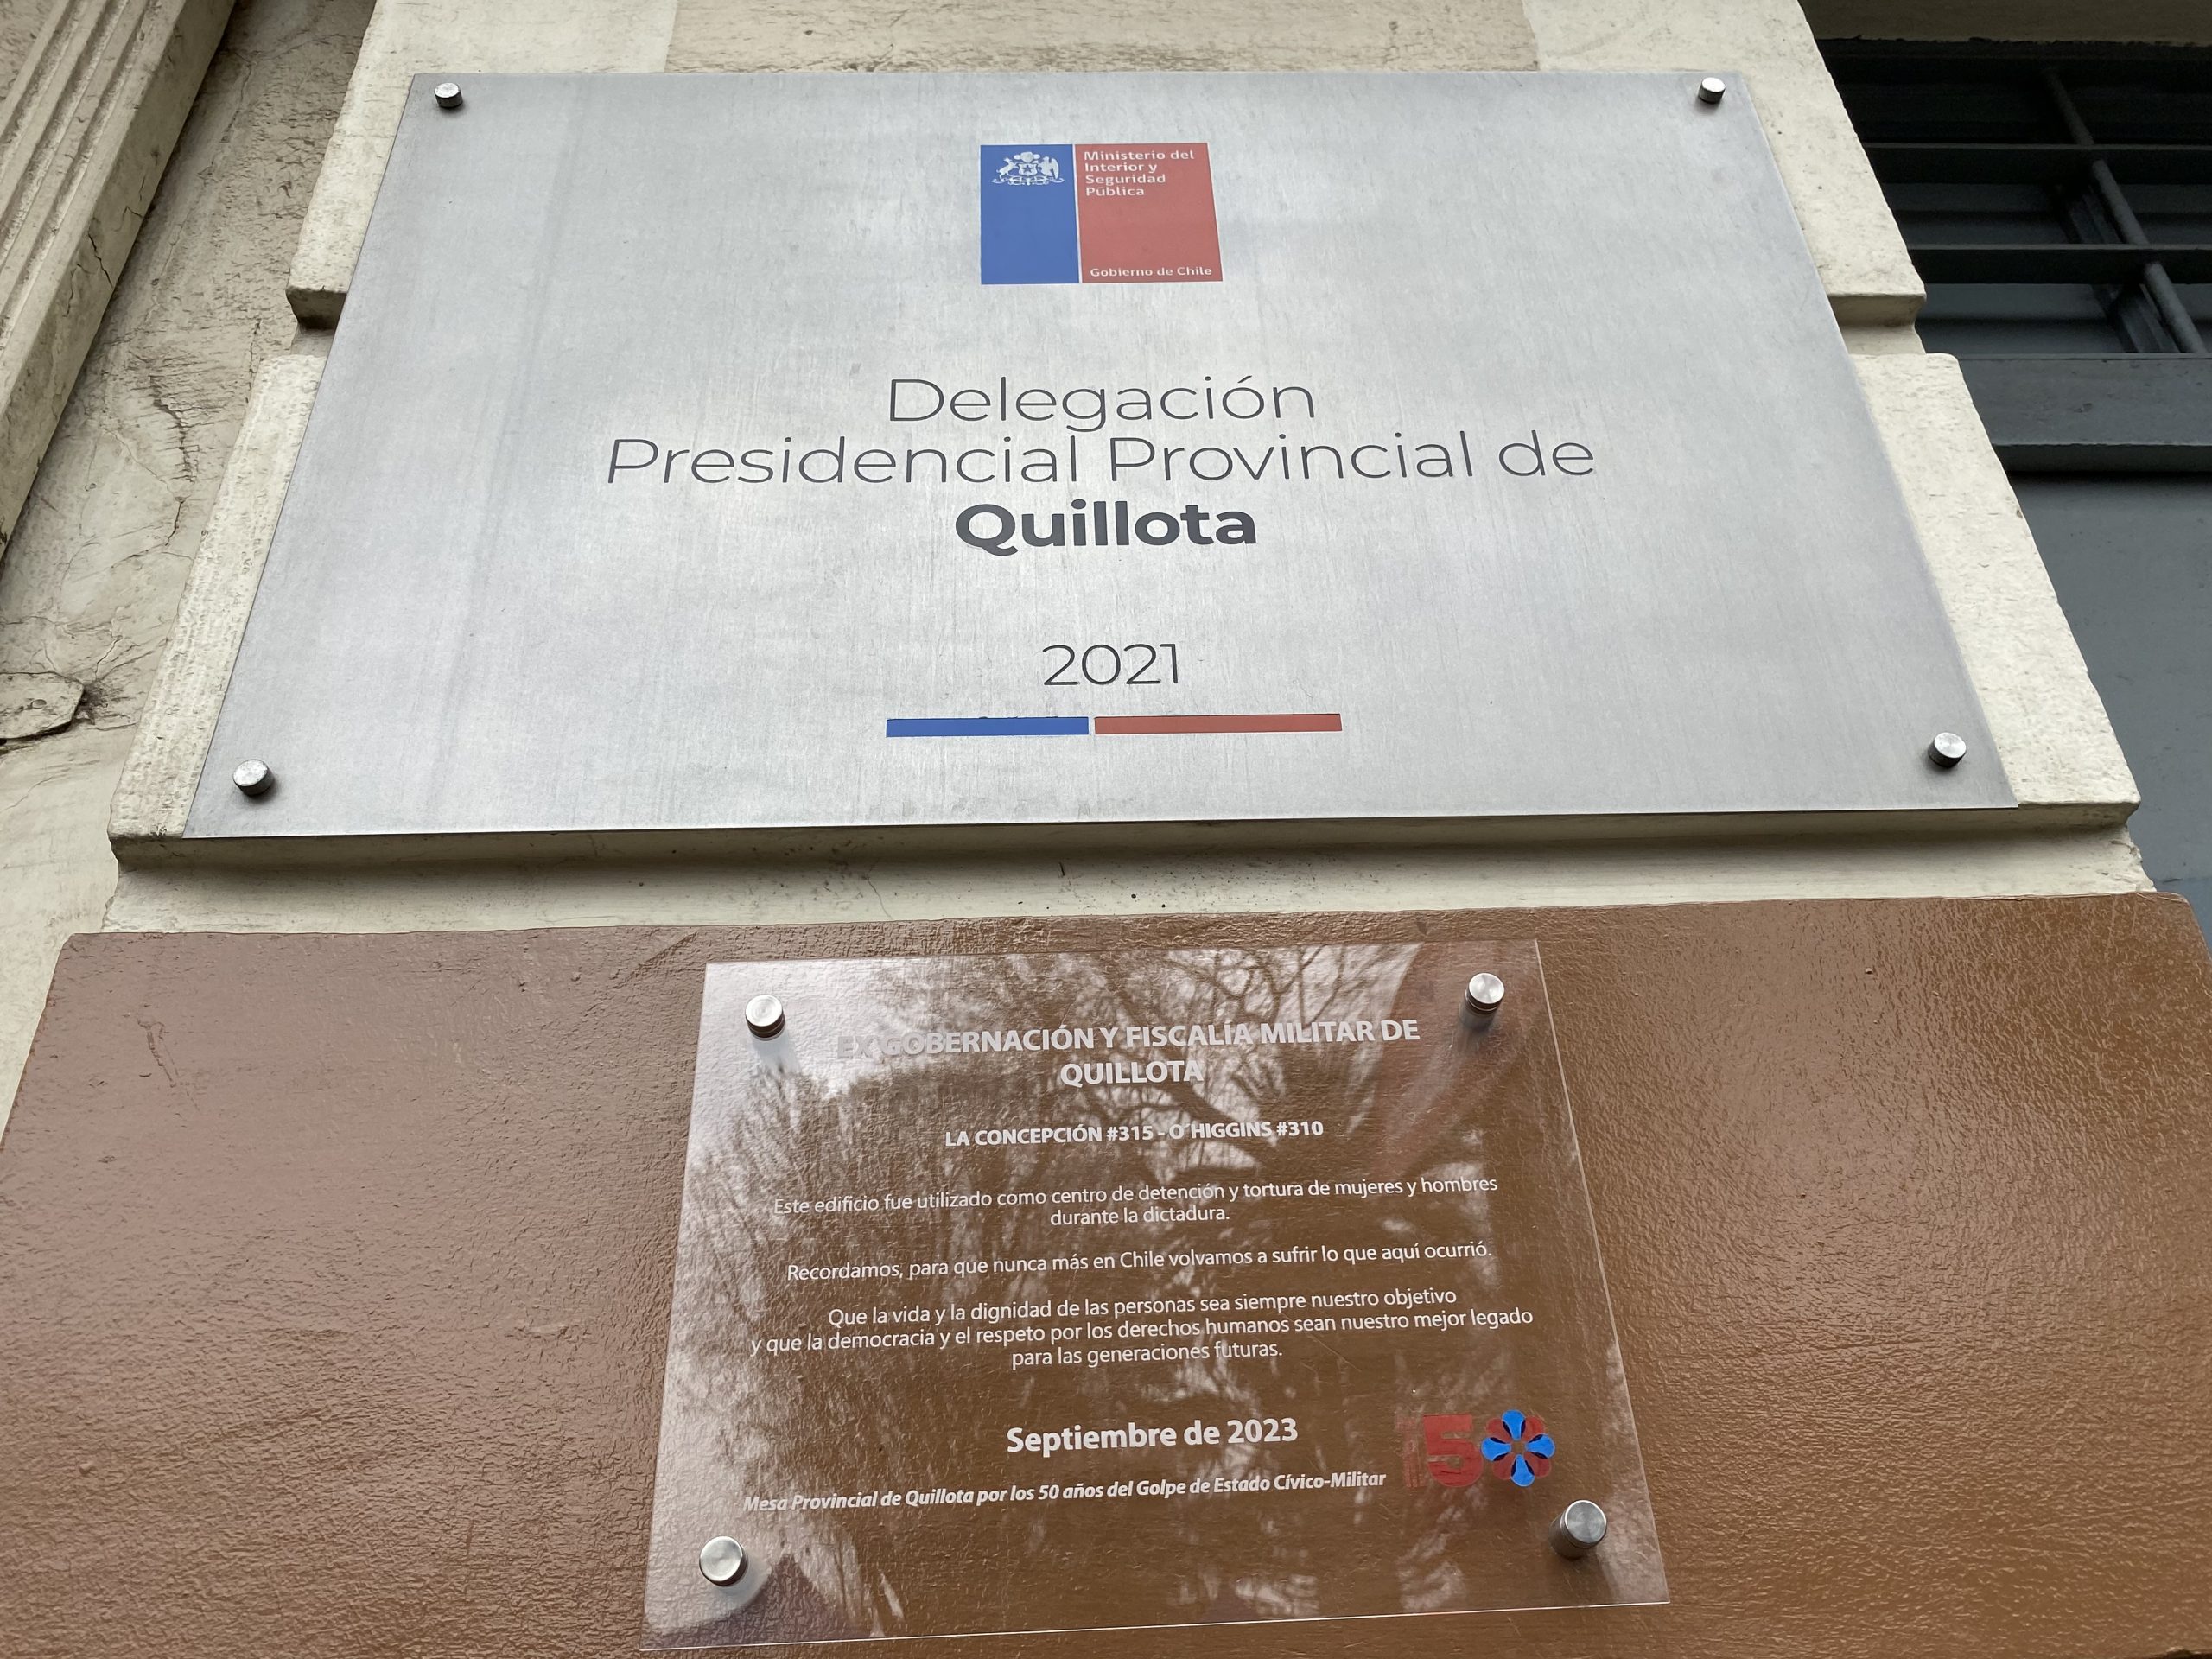 Ministerio del
Interior y
Seguridad
Pública
Gobierno de Chile
Delegación
Presidencial Provincial de
Quillota
2021
EX GOBERNACIÓN Y FISCALÍA MILITAR DE
QUILLOTA
LA CONCEPCIÓN #315 - O´HIGGINS #310
Este edificio fue utilizado como centro de detención y tortura de mujeres y hombres
durante la dictadura.
Recordamos, para que nunca más en Chile volvamos a sufrir lo que aquí ocurrió.
Que la vida y la dignidad de las personas sea siempre nuestro objetivo
y que la democracia y el respeto por los derechos humanos sean nuestro mejor legado
para las generaciones futuras.
Septiembre de 2023
50
Mesa Provincial de Quillota por los 50 años del Golpe de Estado Cívico-Militar